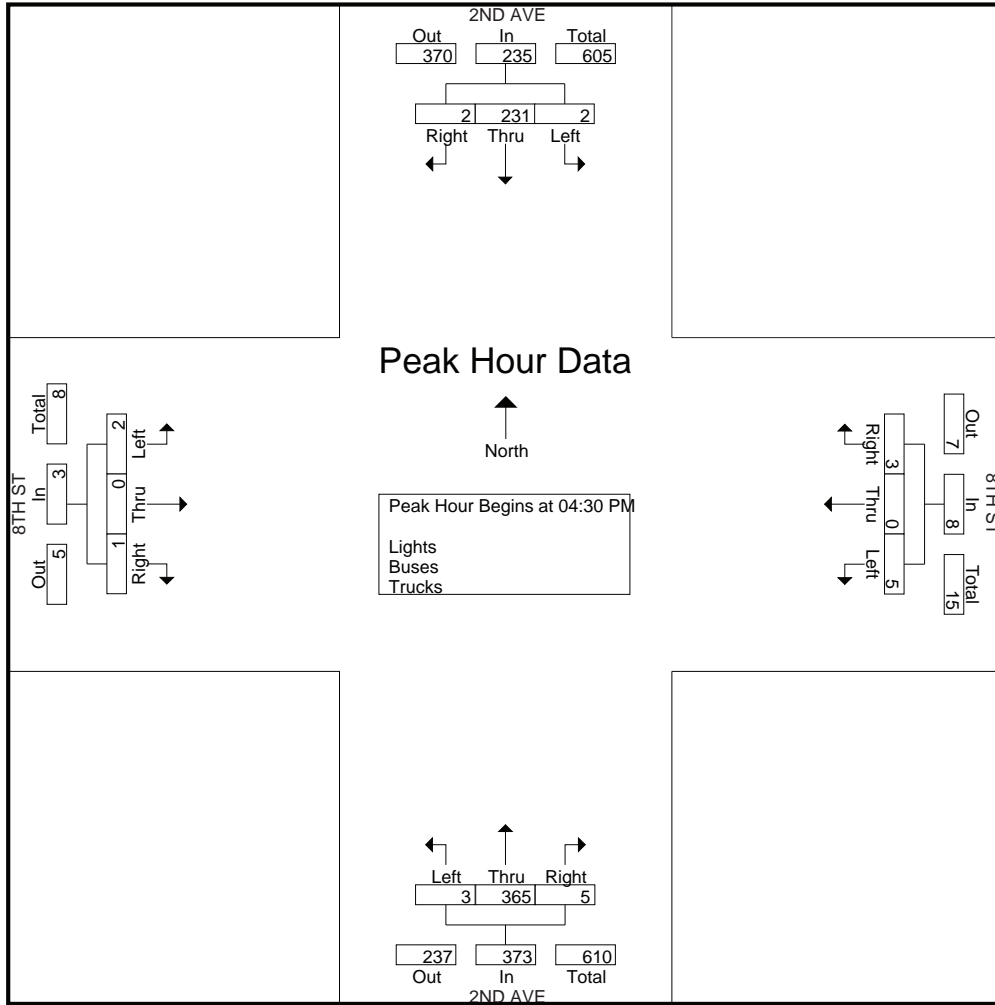 2ND AVE
Out In Total
370 235 605
2 231 2
Right Thru Left
Peak Hour Data
North
Peak Hour Begins at 04:30 PM
Lights
Buses
Trucks
8TH ST
Total In Out
8 3 5
2 0 1
Left Thru Right
8TH ST
Out In Total
7 8 15
3 0 5
Right Thru Left
Left Thru Right
3 365 5
237 373 610
Out In Total
2ND AVE